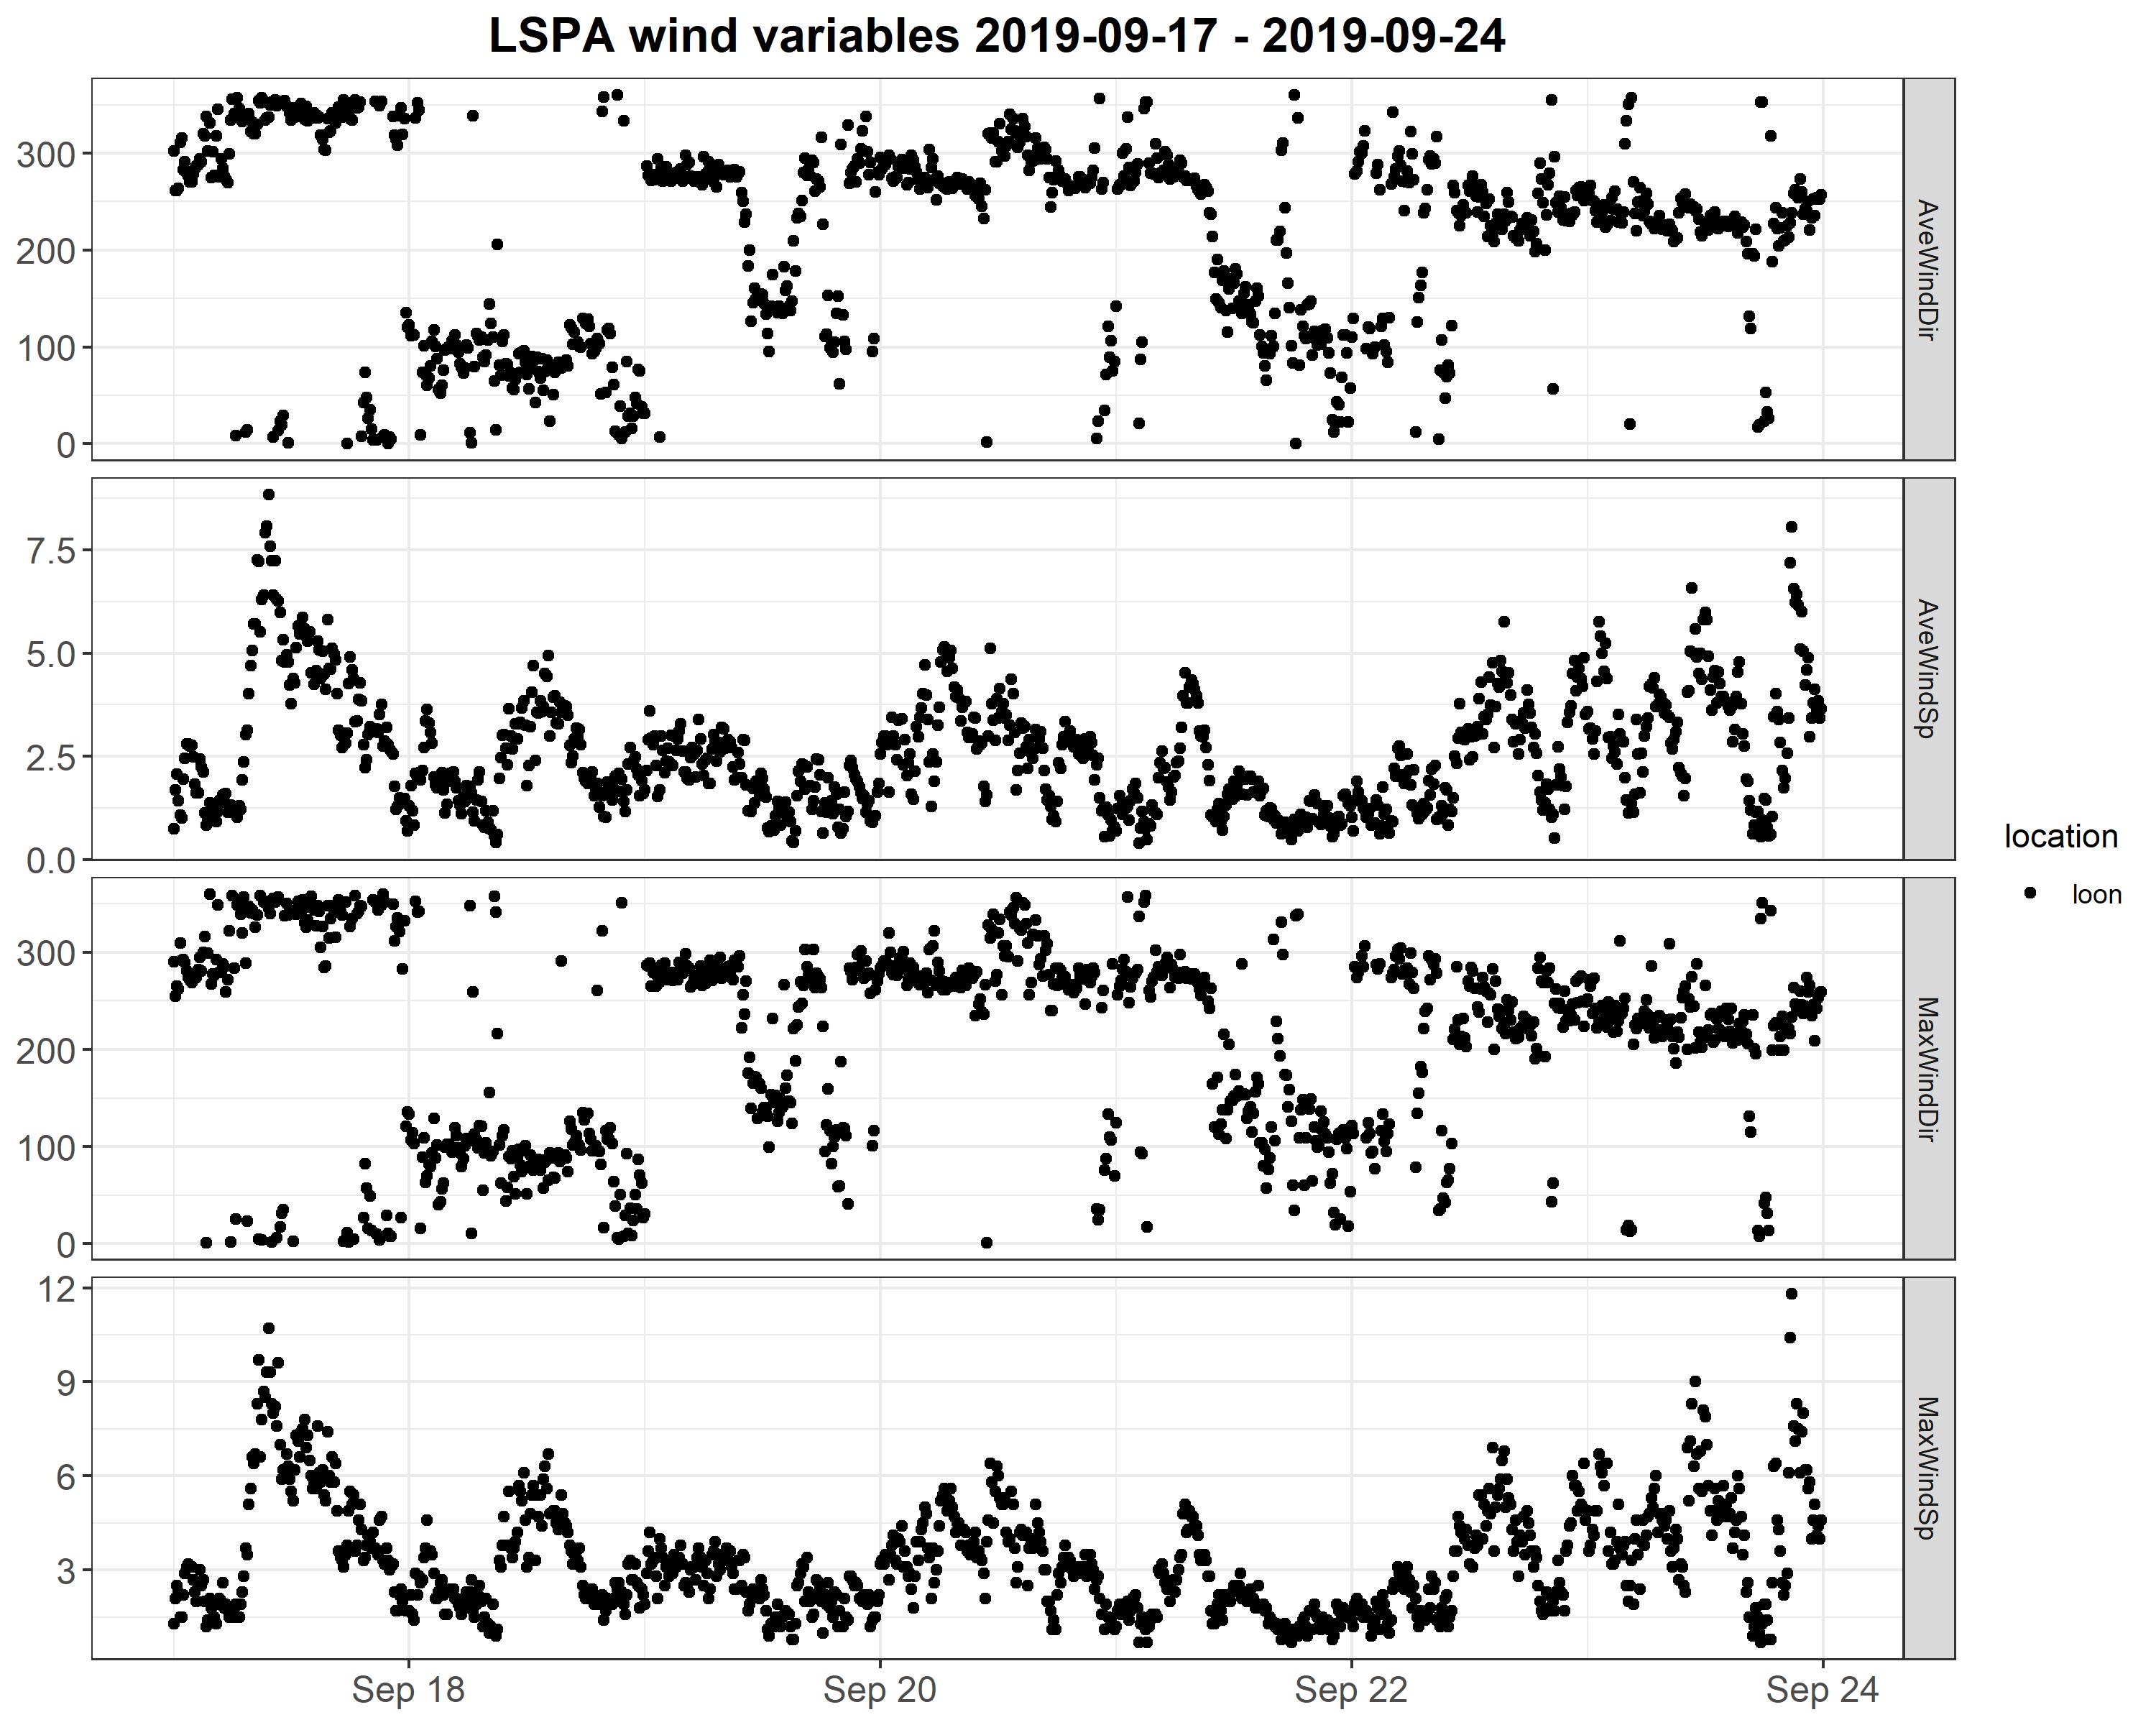 LSPA wind variables 2019-09-17 - 2019-09-24
300
200
100
0
AveWindDir
7.5
5.0
2.5
0.0
AveWindSp
300
200
100
0
MaxWindDir
12
9
6
3
MaxWindSp
Sep 18 Sep 20 Sep 22 Sep 24
location
loon